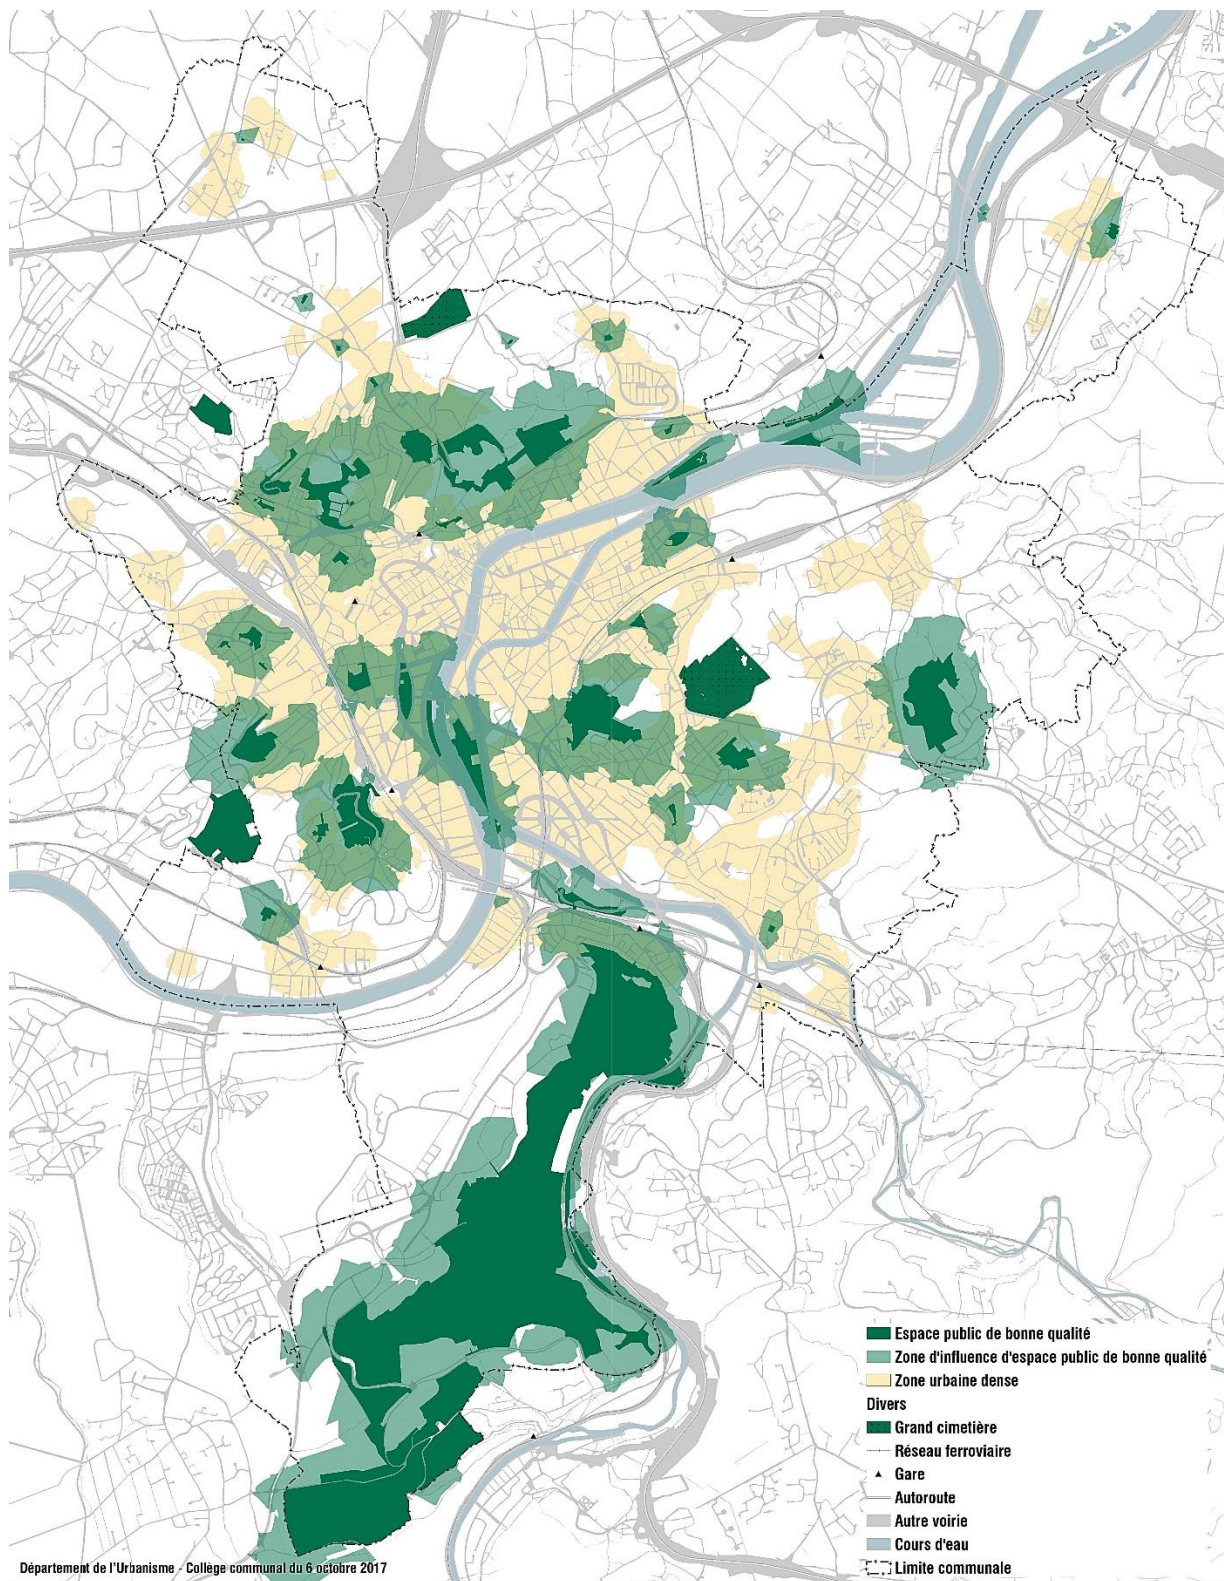 Espace public de bonne qualité
Zone d'influence d'espace public de bonne qualité
Zone urbaine dense
Divers
Grand cimetière
Réseau ferroviaire
Gare
Autoroute
Autre voirie
Cours d'eau
Limite communale
Département de l'Urbanisme - Collège communal du 6 octobre 2017